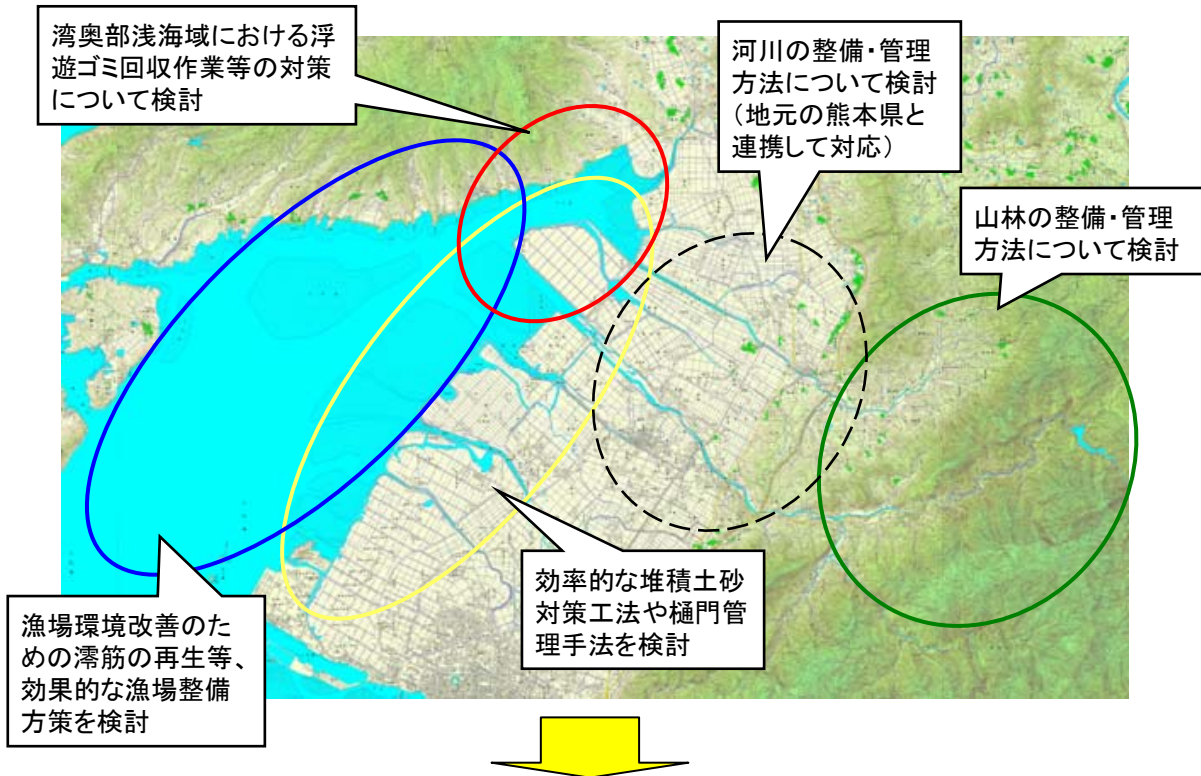 湾奥部浅海域における浮
遊ゴミ回収作業等の対策
について検討
河川の整備・管理
方法について検討
(地元の熊本県と
連携して対応)
山林の整備・管理
方法について検討
効率的な堆積土砂
対策工法や樋門管
理手法を検討
漁場環境改善のた
めの澪筋の再生等、
効果的な漁場整備
方策を検討